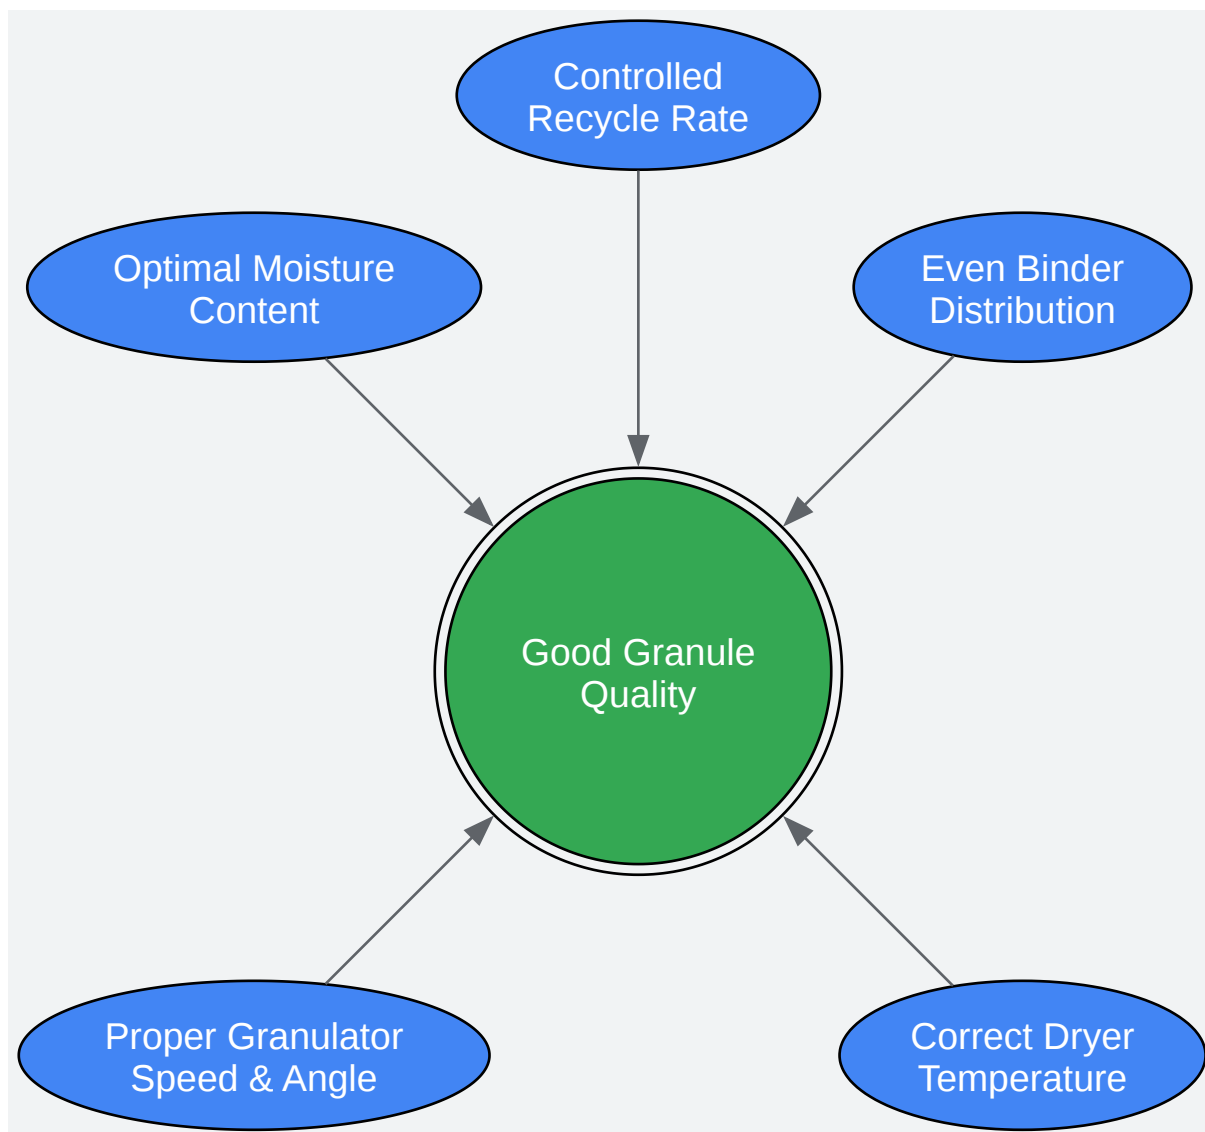 Controlled
Recycle Rate
Optimal Moisture
Content
Even Binder
Distribution
Good Granule
Quality
Proper Granulator
Speed & Angle
Correct Dryer
Temperature